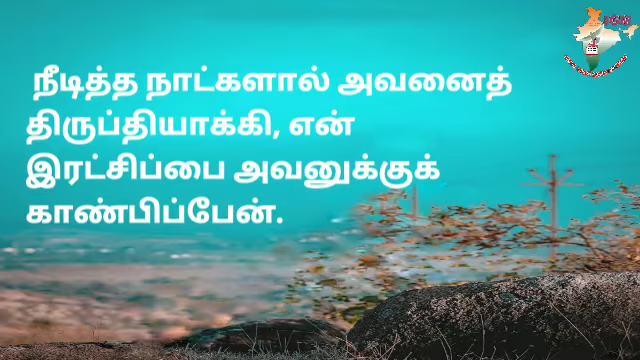 நீடித்த நாட்களால் அவனைத்
திருப்தியாக்கி, என்
இரட்சிப்பை அவனுக்குக்
காண்பிப்பேன்.